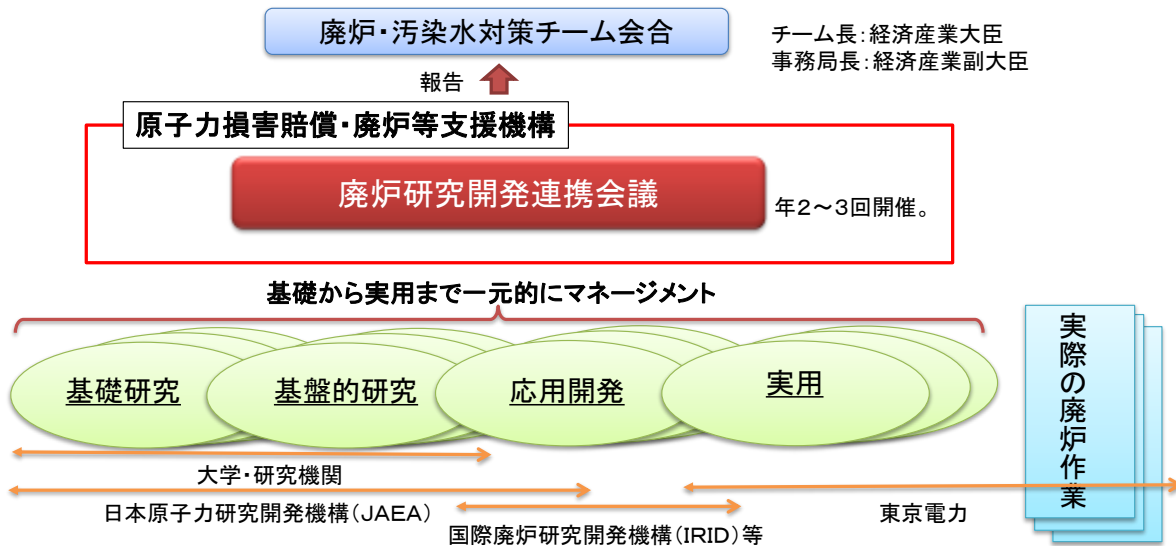 廃炉・汚染水対策チーム会合
チーム長：経済産業大臣
事務局長：経済産業副大臣
報告
原子力損害賠償・廃炉等支援機構
廃炉研究開発連携会議
年２～３回開催。
基礎から実用まで一元的にマネージメント
基礎研究
基盤的研究
応用開発
実用
実際の廃炉作業
大学・研究機関
日本原子力研究開発機構（JAEA）
国際廃炉研究開発機構（IRID）等
東京電力